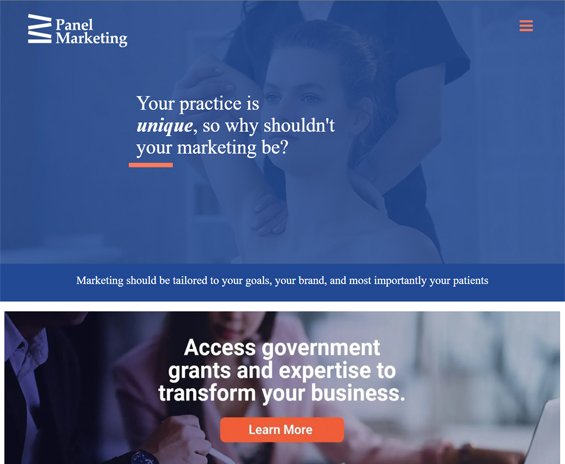 Panel
Marketing
Your practice is
unique, so why shouldn't
your marketing be?
Marketing should be tailored to your goals, your brand, and most importantly your patients
Access government
grants and expertise to
transform your business.
Learn More